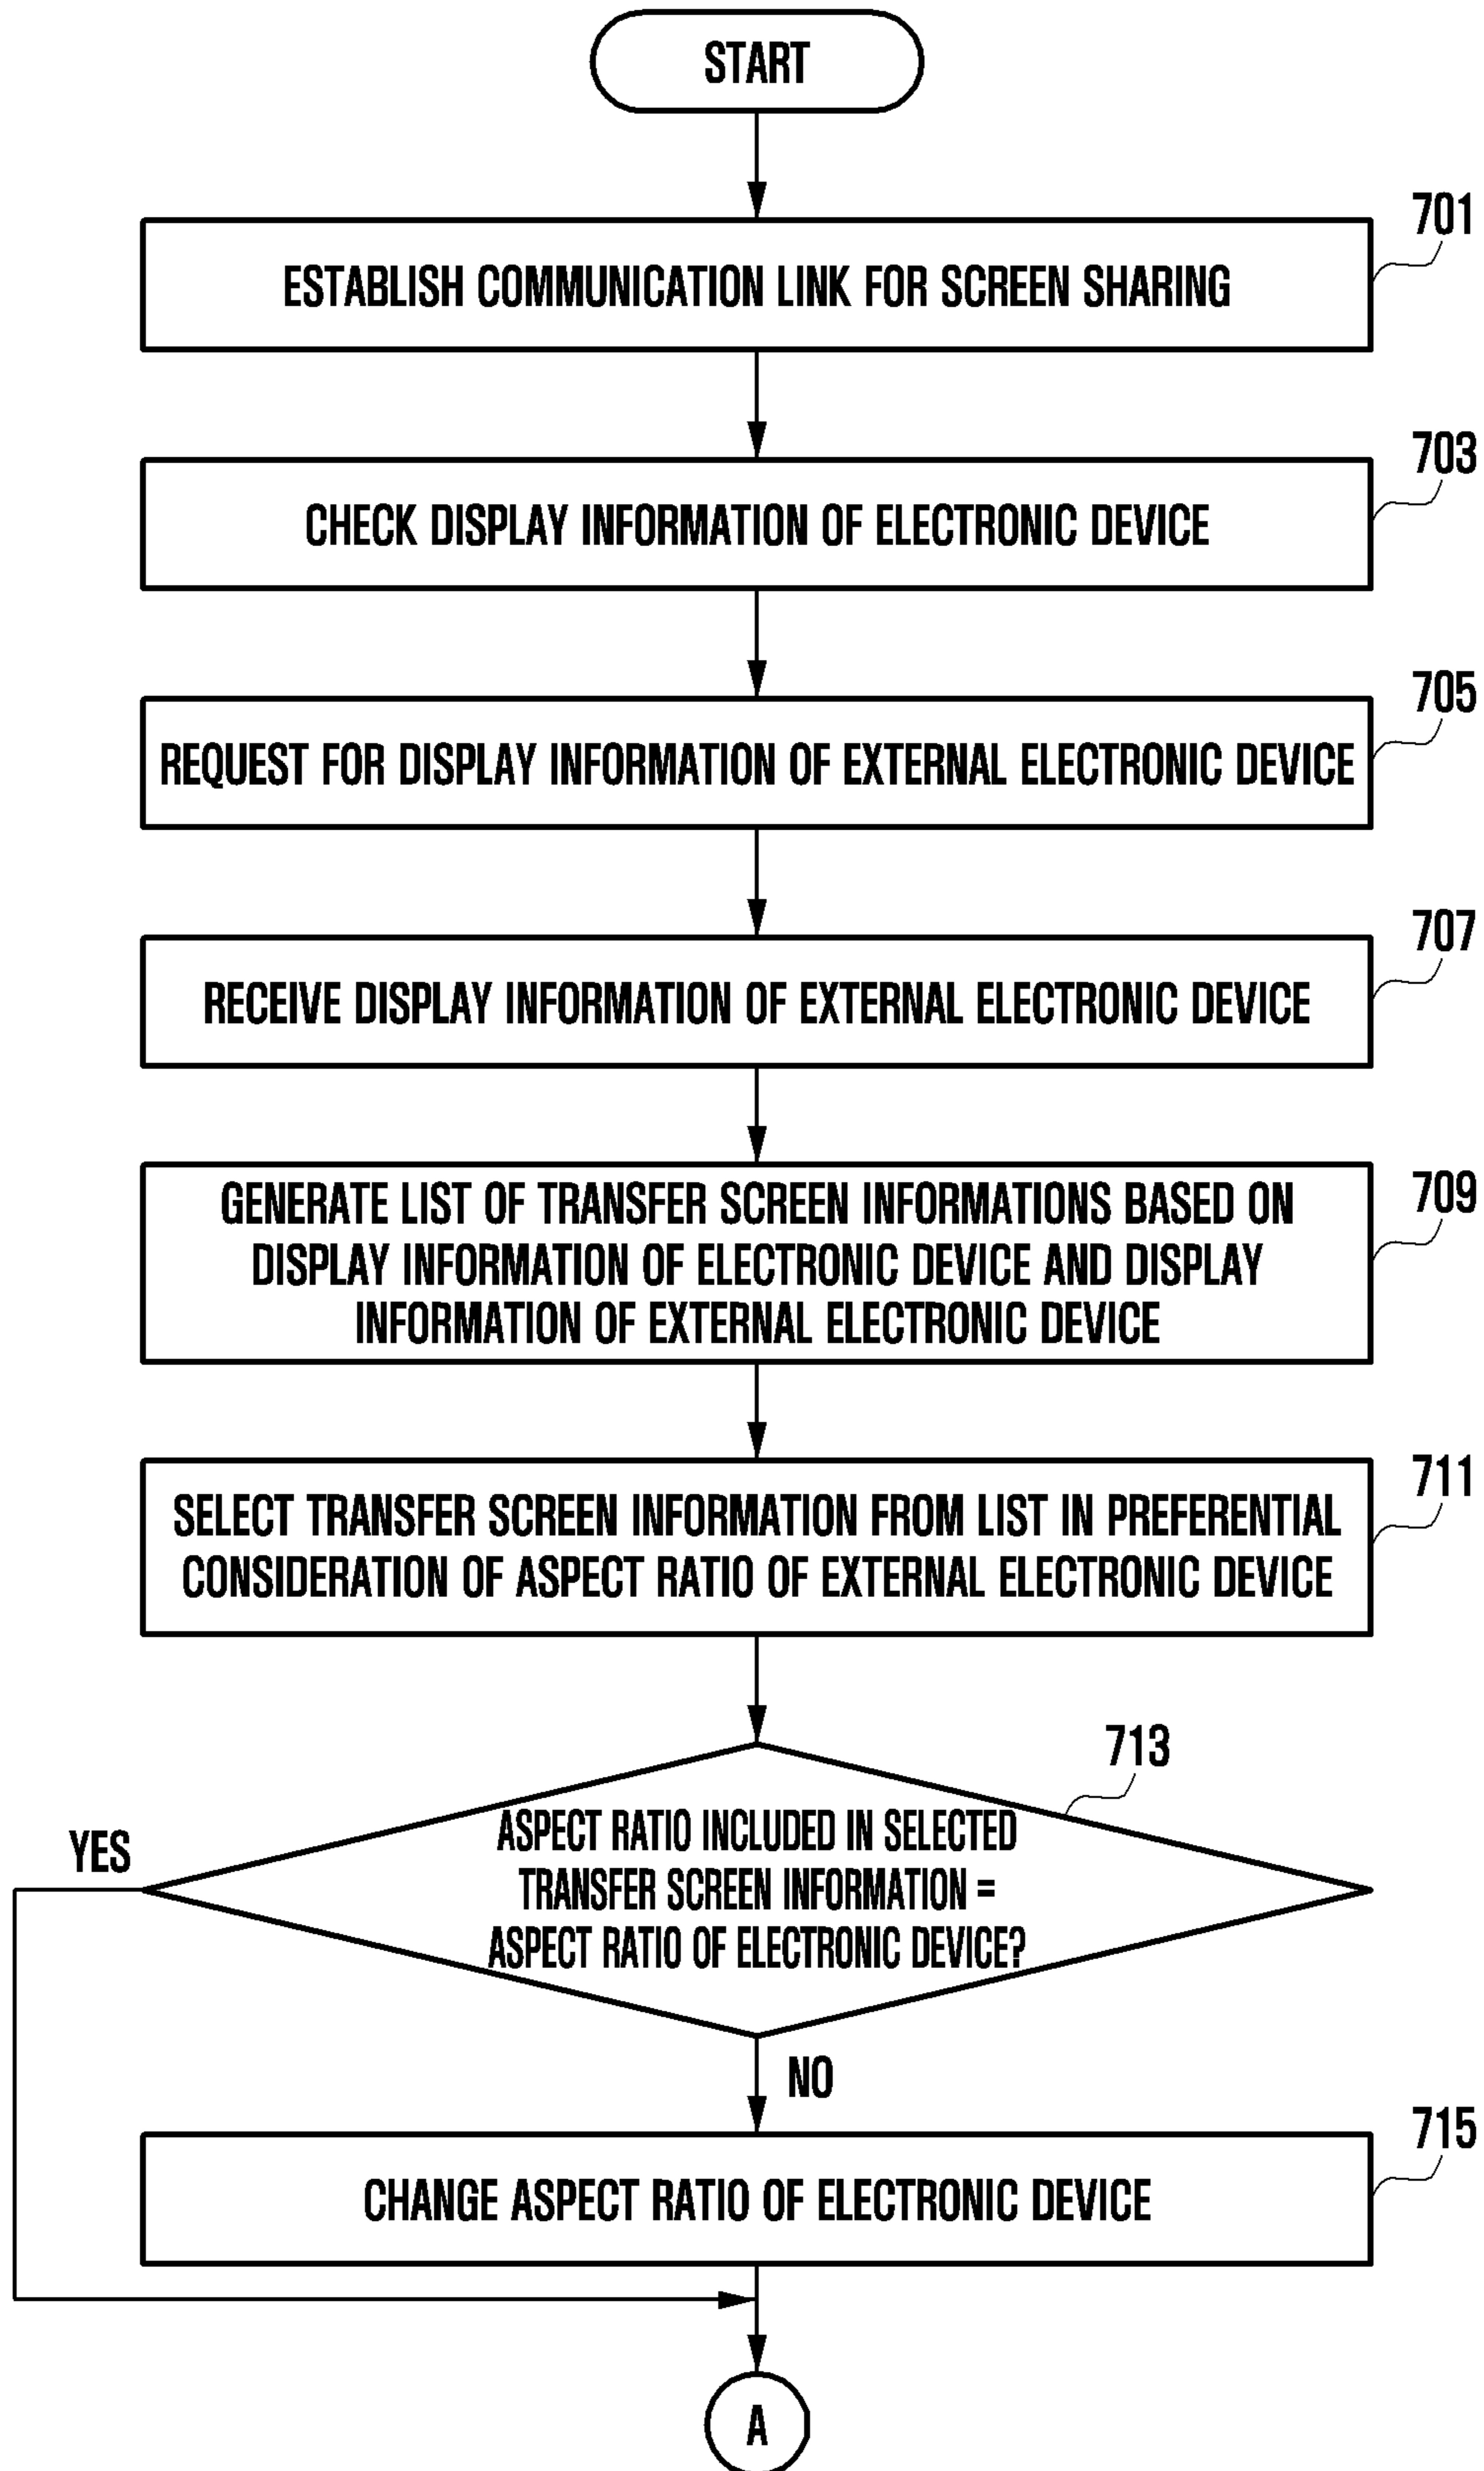 START
701
ESTABLISH COMMUNICATION LINK FOR SCREEN SHARING
703
CHECK DISPLAY INFORMATION OF ELECTRONIC DEVICE
705
REQUEST FOR DISPLAY INFORMATION OF EXTERNAL ELECTRONIC DEVICE
707
RECEIVE DISPLAY INFORMATION OF EXTERNAL ELECTRONIC DEVICE
709
GENERATE LIST OF TRANSFER SCREEN INFORMATIONS BASED ON
DISPLAY INFORMATION OF ELECTRONIC DEVICE AND DISPLAY
INFORMATION OF EXTERNAL ELECTRONIC DEVICE
711
SELECT TRANSFER SCREEN INFORMATION FROM LIST IN PREFERENTIAL
CONSIDERATION OF ASPECT RATIO OF EXTERNAL ELECTRONIC DEVICE
713
ASPECT RATIO INCLUDED IN SELECTED
TRANSFER SCREEN INFORMATION =
ASPECT RATIO OF ELECTRONIC DEVICE?
YES
NO
715
CHANGE ASPECT RATIO OF ELECTRONIC DEVICE
A